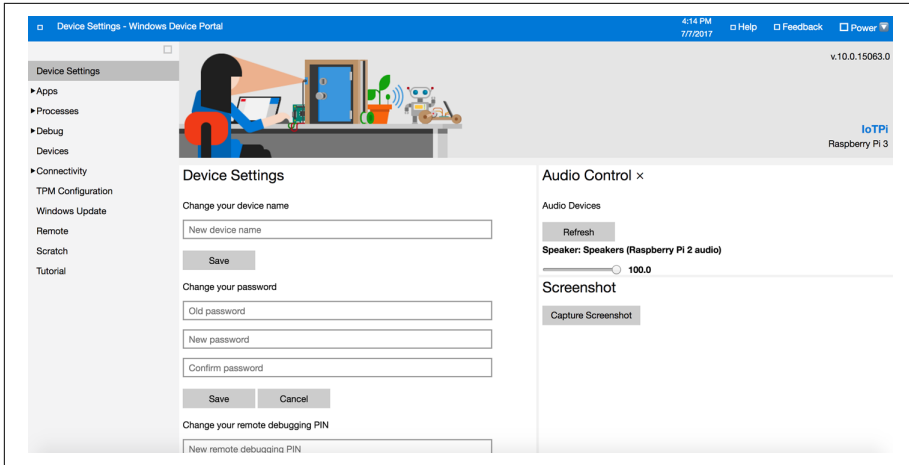 Device Settings - Windows Device Portal
4:14 PM
7/7/2017
Help
Feedback
Power
v.10.0.15063.0
IoTPi
Raspberry Pi 3
Device Settings
Apps
Processes
Debug
Devices
Connectivity
TPM Configuration
Windows Update
Remote
Scratch
Tutorial
Device Settings
Change your device name
New device name
Save
Change your password
Old password
New password
Confirm password
Save Cancel
Change your remote debugging PIN
New remote debugging PIN
Audio Control ×
Audio Devices
Refresh
Speaker: Speakers (Raspberry Pi 2 audio)
100.0
Screenshot
Capture Screenshot